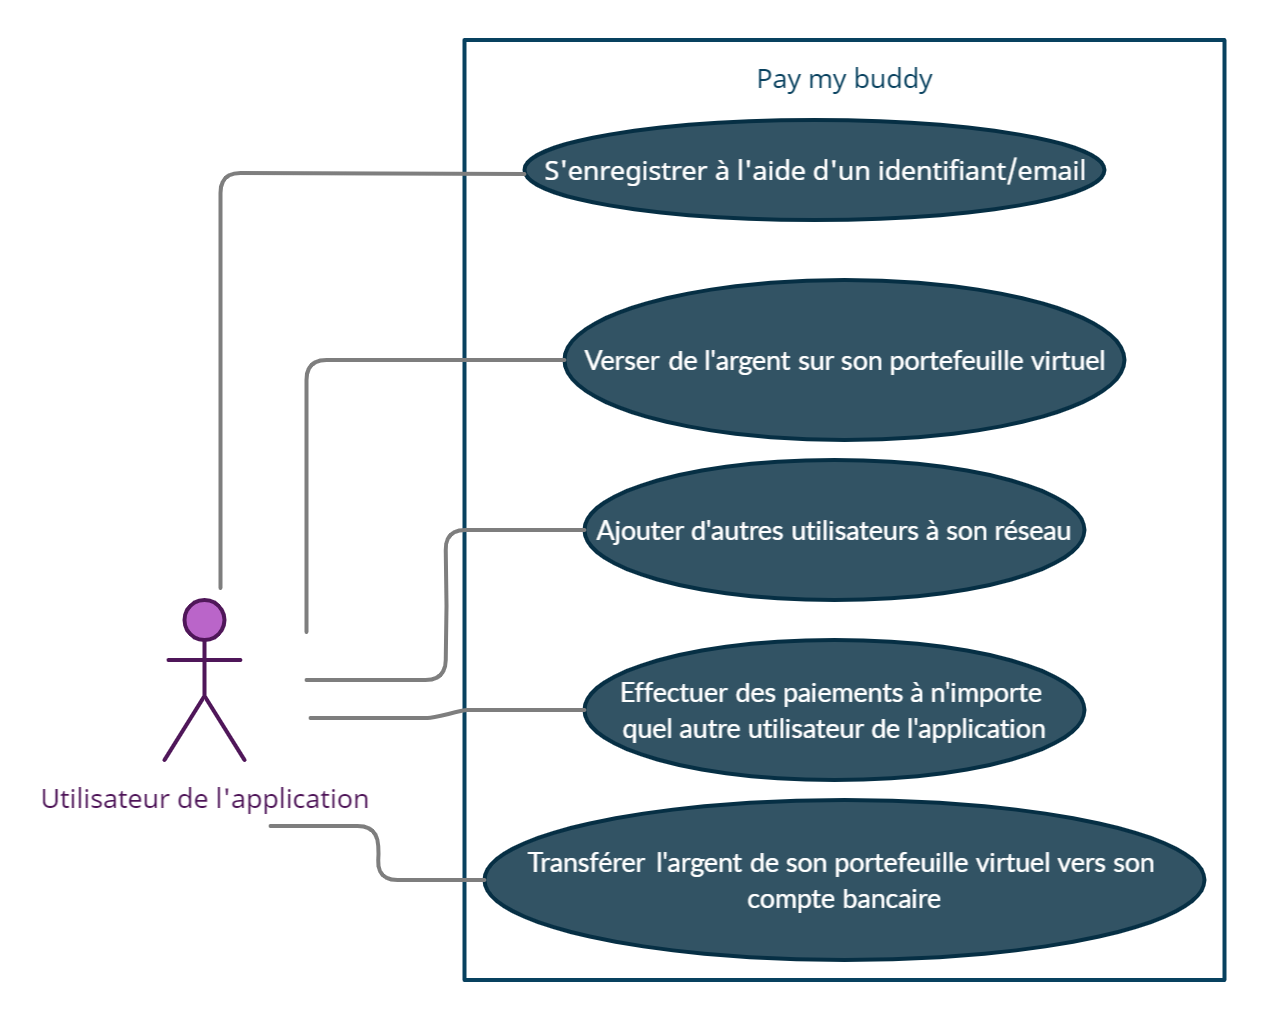 Pay my buddy
S'enregistrer à l'aide d'un identifiant/email
Verser de l'argent sur son portefeuille virtuel
Ajouter d'autres utilisateurs à son réseau
Effectuer des paiements à n'importe
quel autre utilisateur de l'application
Utilisateur de l'application
Transférer l'argent de son portefeuille virtuel vers son
compte bancaire